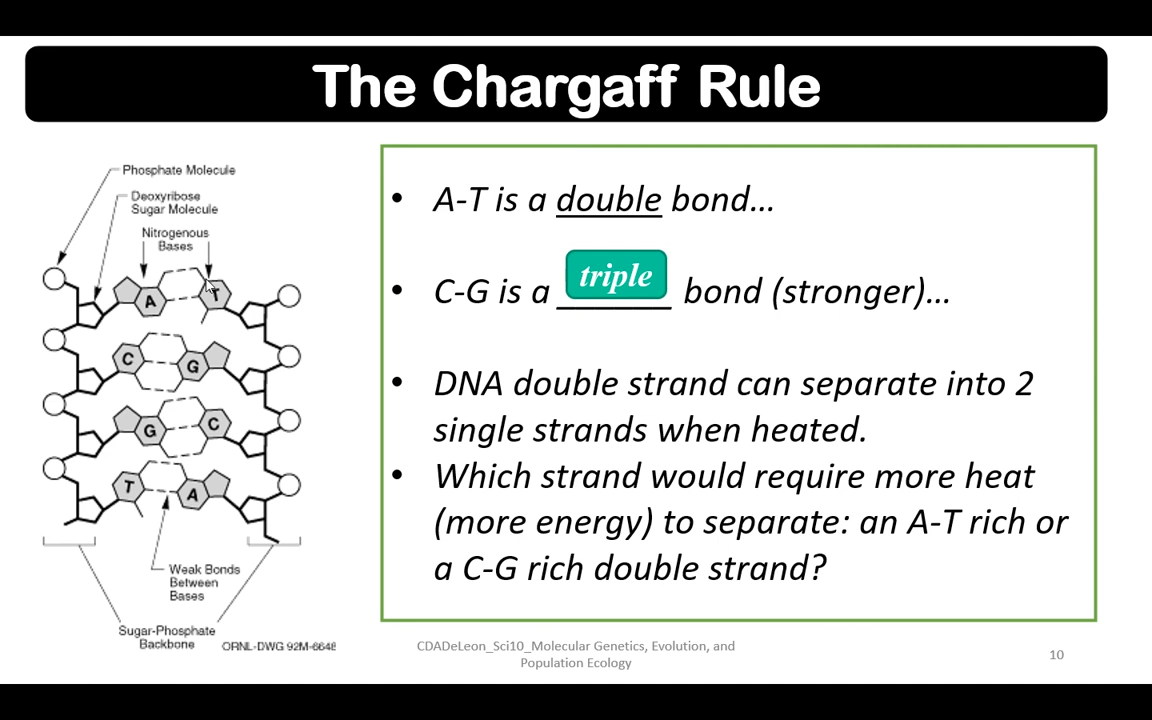 The Chargaff Rule
Phosphate Molecule
Deoxyribose
Sugar Molecule
Nitrogenous
Bases
A
T
C
G
G
C
T
A
Weak Bonds
Between
Bases
Sugar-Phosphate
Backbone
ORNL-DWG 92M-6648
• A-T is a double bond...
• C-G is a triple bond (stronger)...
• DNA double strand can separate into 2
single strands when heated.
• Which strand would require more heat
(more energy) to separate: an A-T rich or
a C-G rich double strand?
CDADeLeon_Sci10_Molecular Genetics, Evolution, and
Population Ecology
10